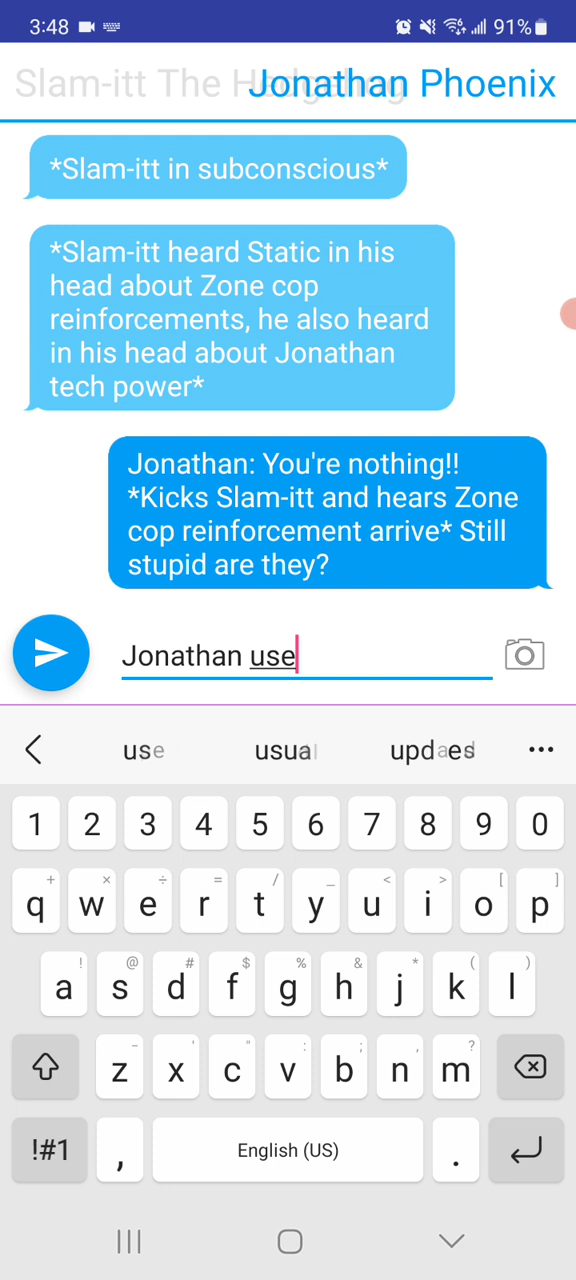 3:48 91%
Slam-itt The Hedgehog Jonathan Phoenix
*Slam-itt in subconscious*
*Slam-itt heard Static in his
head about Zone cop
reinforcements, he also heard
in his head about Jonathan
tech power*
Jonathan: You're nothing!!
*Kicks Slam-itt and hears Zone
cop reinforcement arrive* Still
stupid are they?
Jonathan use
use usual •••
1 2 3 4 5 6 7 8 9 0
+ × ÷ = / _ < > [ ]
q w e r t y u i o p
! @ # $ % & * ( )
a s d f g h j k l
- ' " : ; , ?
z x c v b n m
!#1 , English (US) .